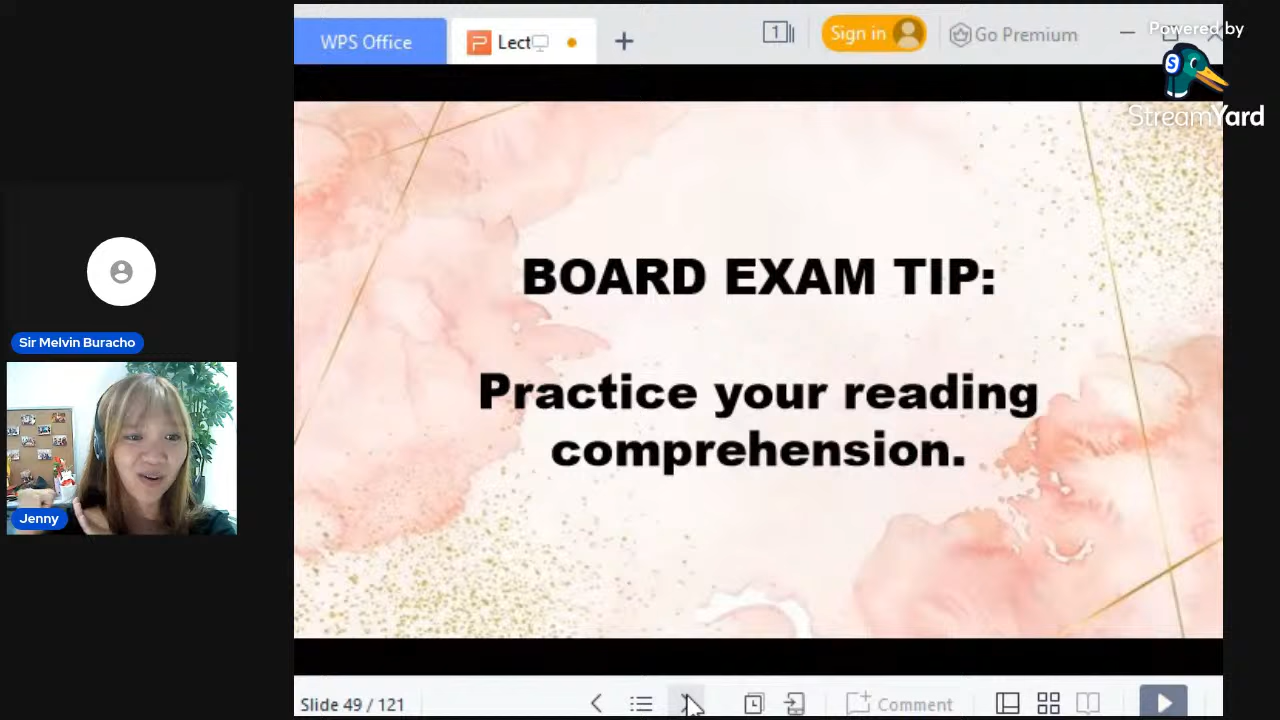 WPS Office
Lect
1
Sign in
Go Premium
Powered by
S
StreamYard
BOARD EXAM TIP:
Practice your reading
comprehension.
Sir Melvin Buracho
Jenny
Slide 49 / 121
Comment